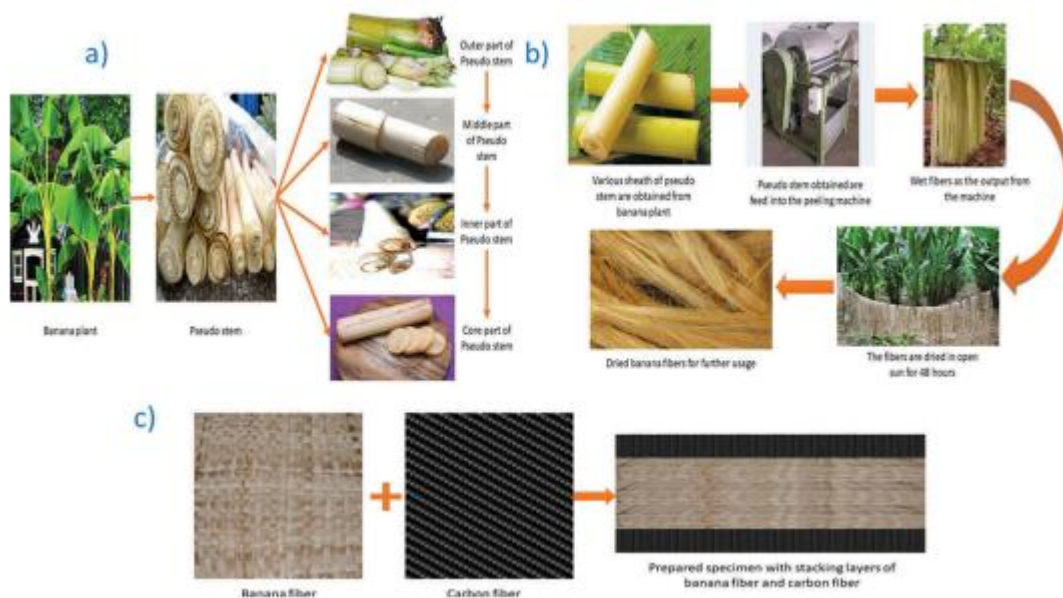 a)
Outer part of
Pseudo stem
Middle part
of Pseudo
stem
Inner part of
Pseudo stem
Core part of
Pseudo stem
Banana plant
Pseudo stem
b)
Various sheath of pseudo
stem are obtained from
banana plant
Pseudo stem obtained are
feed into the peeling machine
Wet fibers as the output from
the machine
Dried banana fibers for further usage
The fibers are dried in open
sun for 48 hours
c)
Banana fiber
Carbon fiber
Prepared specimen with stacking layers of
banana fiber and carbon fiber